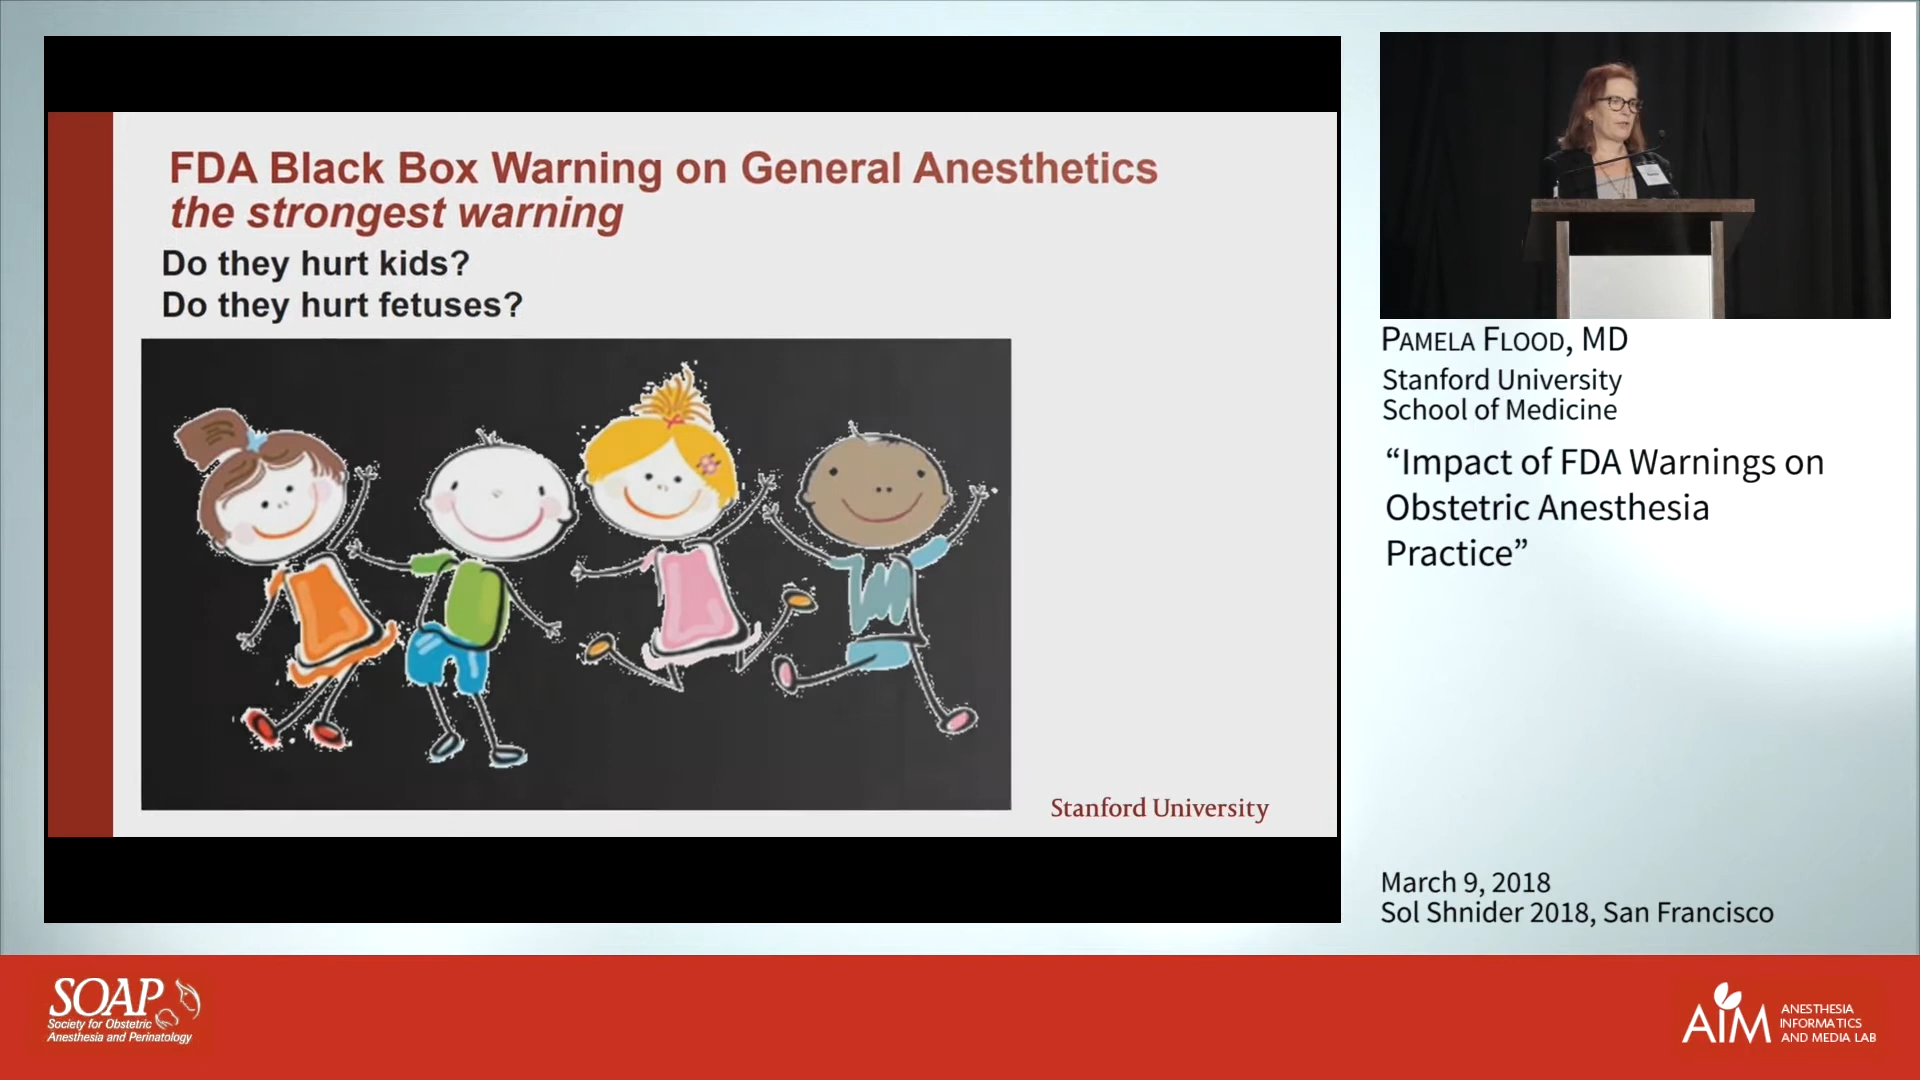 FDA Black Box Warning on General Anesthetics
the strongest warning
Do they hurt kids?
Do they hurt fetuses?
Stanford University
PAMELA FLOOD, MD
Stanford University
School of Medicine
“Impact of FDA Warnings on
Obstetric Anesthesia
Practice”
March 9, 2018
Sol Shnider 2018, San Francisco
SOAP
Society for Obstetric
Anesthesia and Perinatology
AIM
ANESTHESIA
INFORMATICS
AND MEDIA LAB